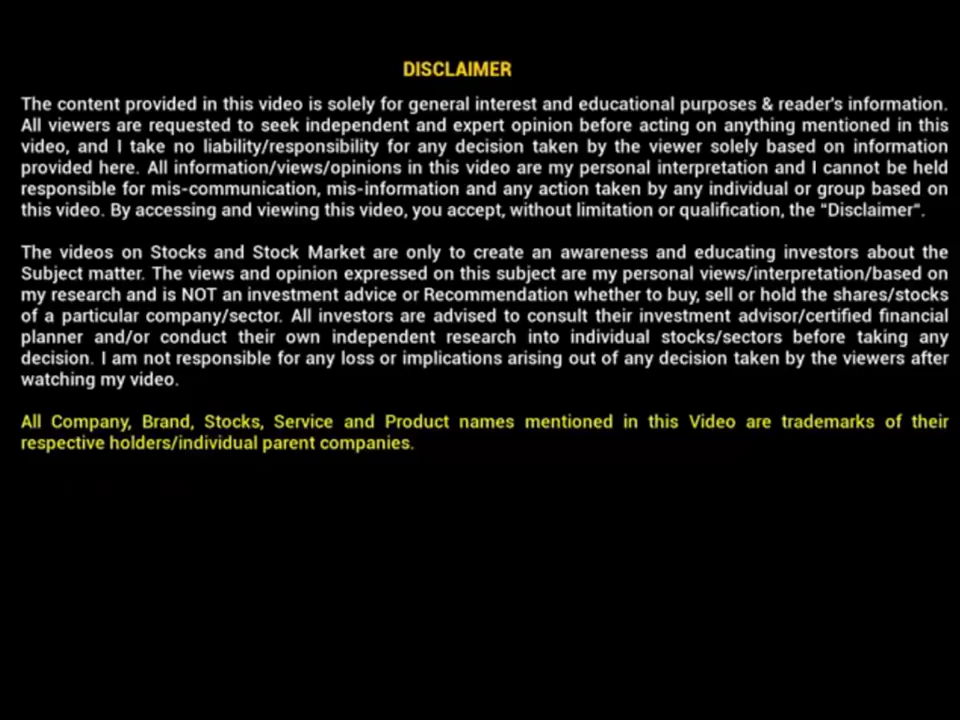 DISCLAIMER
The content provided in this video is solely for general interest and educational purposes & reader's information.
All viewers are requested to seek independent and expert opinion before acting on anything mentioned in this
video, and I take no liability/responsibility for any decision taken by the viewer solely based on information
provided here. All information/views/opinions in this video are my personal interpretation and I cannot be held
responsible for mis-communication, mis-information and any action taken by any individual or group based on
this video. By accessing and viewing this video, you accept, without limitation or qualification, the "Disclaimer".
The videos on Stocks and Stock Market are only to create an awareness and educating investors about the
Subject matter. The views and opinion expressed on this subject are my personal views/interpretation/based on
my research and is NOT an investment advice or Recommendation whether to buy, sell or hold the shares/stocks
of a particular company/sector. All investors are advised to consult their investment advisor/certified financial
planner and/or conduct their own independent research into individual stocks/sectors before taking any
decision. I am not responsible for any loss or implications arising out of any decision taken by the viewers after
watching my video.
All Company, Brand, Stocks, Service and Product names mentioned in this Video are trademarks of their
respective holders/individual parent companies.